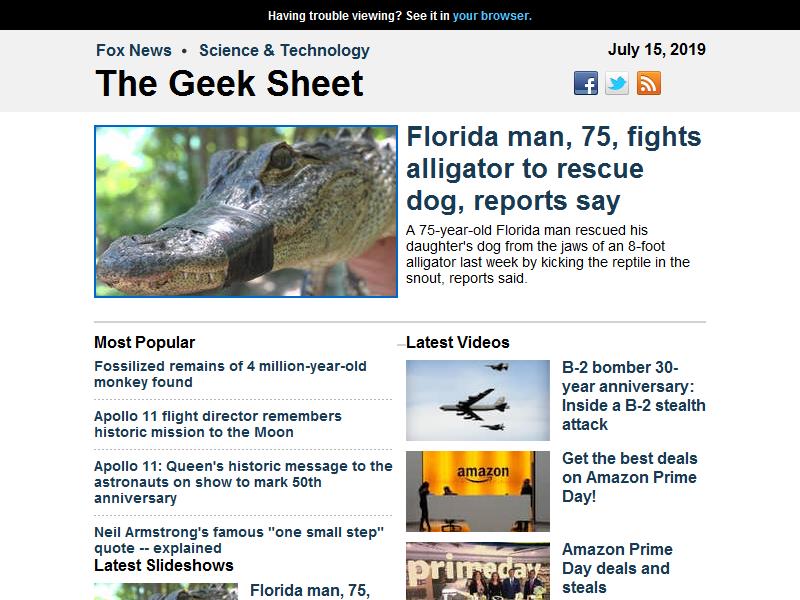 Having trouble viewing? See it in your browser.
Fox News • Science & Technology
July 15, 2019
The Geek Sheet
Florida man, 75, fights
alligator to rescue
dog, reports say
A 75-year-old Florida man rescued his
daughter's dog from the jaws of an 8-foot
alligator last week by kicking the reptile in the
snout, reports said.
Most Popular
Fossilized remains of 4 million-year-old
monkey found
Apollo 11 flight director remembers
historic mission to the Moon
Apollo 11: Queen's historic message to the
astronauts on show to mark 50th
anniversary
Neil Armstrong's famous "one small step"
quote -- explained
Latest Slideshows
Florida man, 75,
Latest Videos
B-2 bomber 30-
year anniversary:
Inside a B-2 stealth
attack
amazon
Get the best deals
on Amazon Prime
Day!
primeday
Amazon Prime
Day deals and
steals